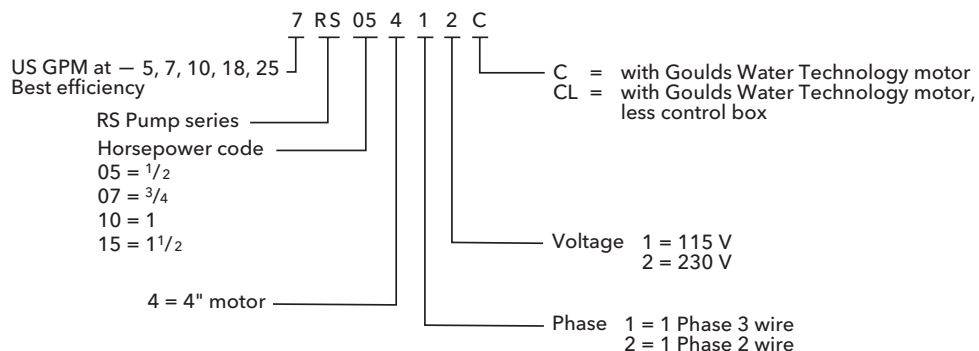 7 RS 05 4 1 2 C
US GPM at — 5, 7, 10, 18, 25
Best efficiency
RS Pump series
Horsepower code
05 = 1/2
07 = 3/4
10 = 1
15 = 1 1/2
4 = 4" motor
C = with Goulds Water Technology motor
CL = with Goulds Water Technology motor,
less control box
Voltage 1 = 115 V
2 = 230 V
Phase 1 = 1 Phase 3 wire
2 = 1 Phase 2 wire